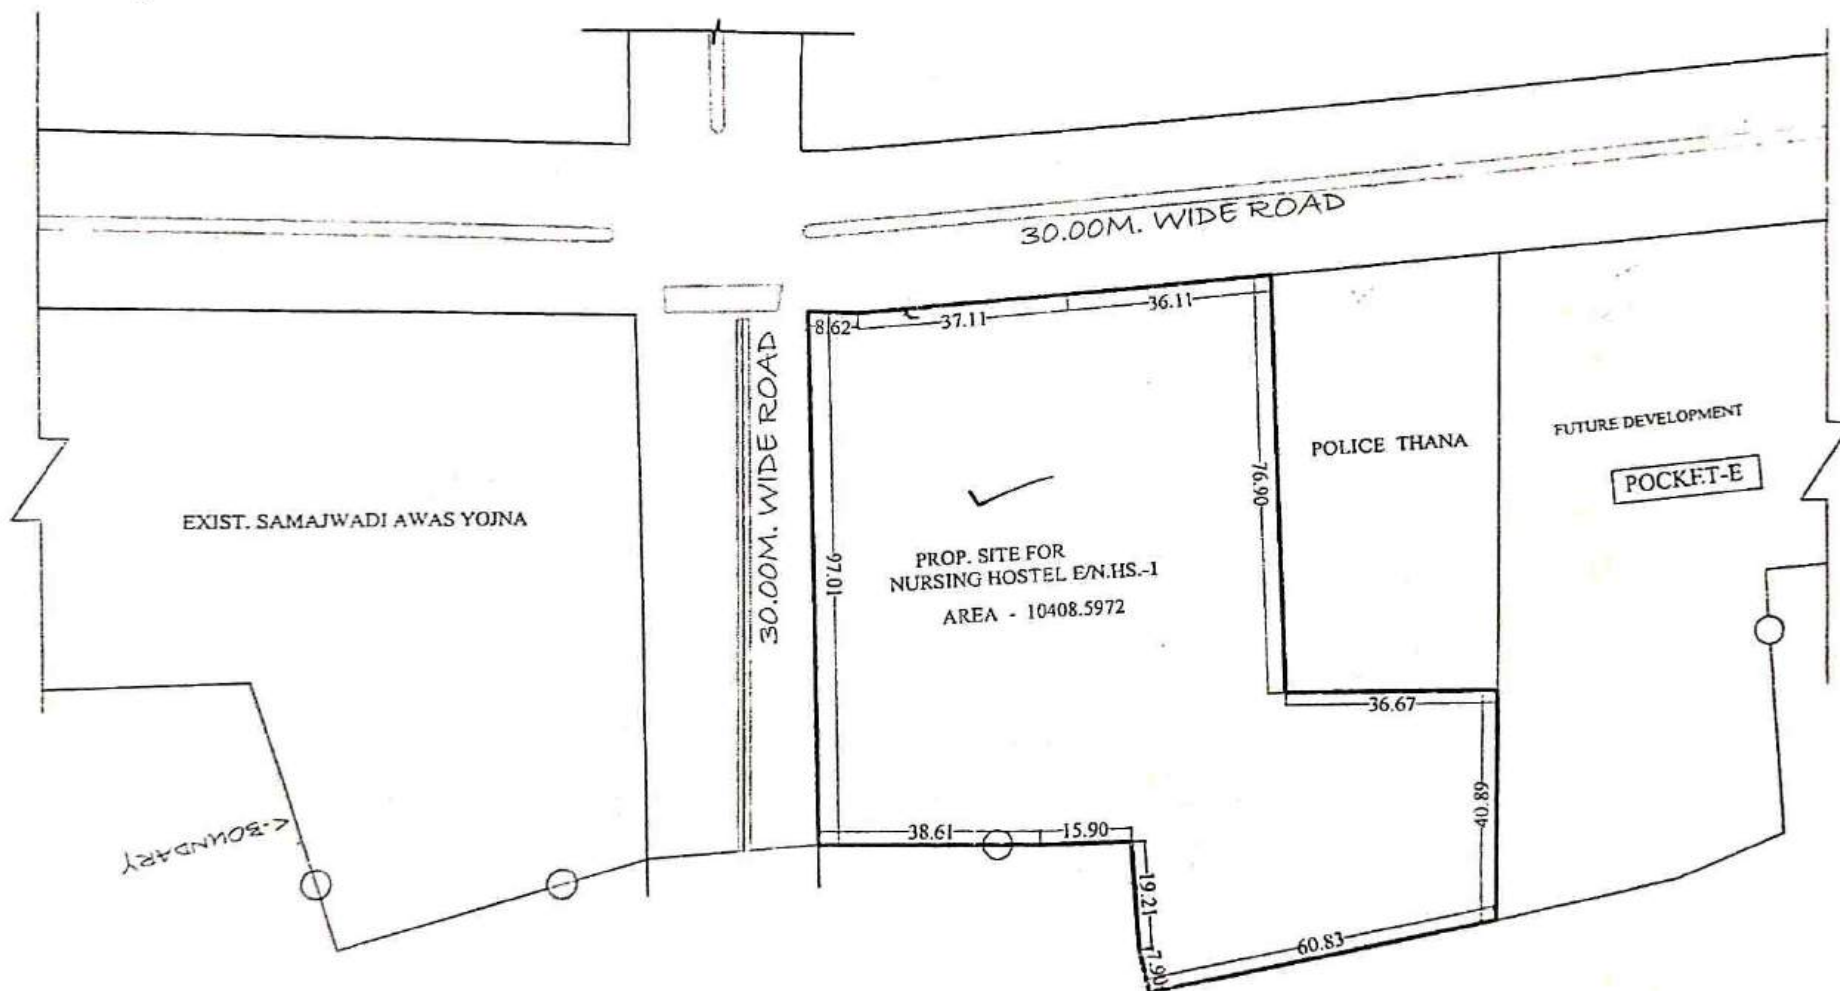 30.00M. WIDE ROAD
8.62
37.11
36.11
30.00M. WIDE ROAD
76.90
POLICE THANA
FUTURE DEVELOPMENT
POCKET-E
EXIST. SAMAJWADI AWAS YOJNA
97.01
PROP. SITE FOR
NURSING HOSTEL E/N.HS.-1
AREA - 10408.5972
36.67
40.89
38.61
15.90
BOUNDARY
19.21
7.90
60.83